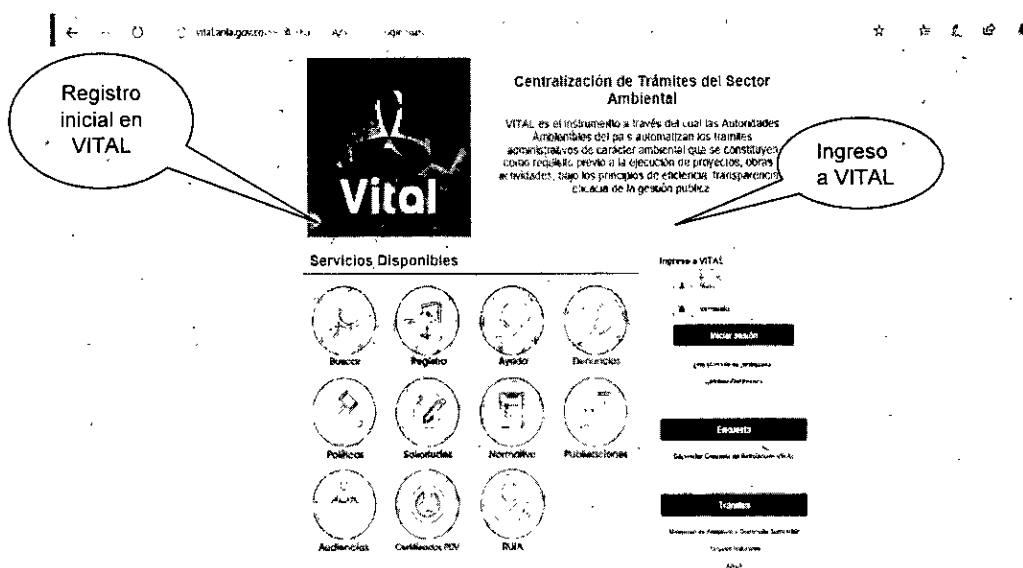 Registro
inicial en
VITAL
Vital
Centralización de Trámites del Sector
Ambiental
VITAL es el instrumento a través del cual las Autoridades
Ambientales del país automatizan los trámites
administrativos de carácter ambiental que se constituyen
como requisito previo a la ejecución de proyectos, obras
actividades, bajo los principios de eficiencia, transparencia
eficacia de la gestión pública
Ingreso
a VITAL
Servicios Disponibles
Ingreso a VITAL
Iniciar sesión
Buscar Registro Ayuda Denuncias
Encuesta
Políticas Solicitudes Normativa Publicaciones
Trámites
Audiencias Certificados PDV RUIA